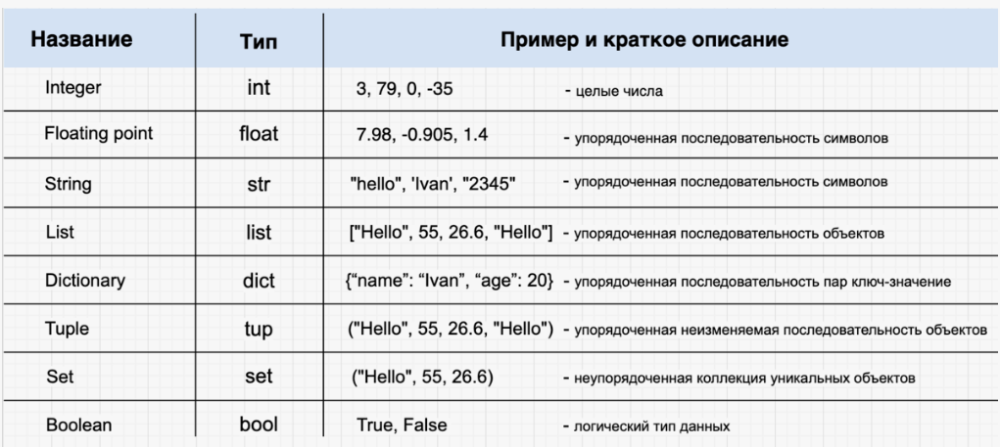 Название Тип Пример и краткое описание
Integer int 3, 79, 0, -35 - целые числа
Floating point float 7.98, -0.905, 1.4 - упорядоченная последовательность символов
String str "hello", 'Ivan', "2345" - упорядоченная последовательность символов
List list ["Hello", 55, 26.6, "Hello"] - упорядоченная последовательность объектов
Dictionary dict {“name”: “Ivan”, “age”: 20} - упорядоченная последовательность пар ключ-значение
Tuple tup ("Hello", 55, 26.6, "Hello") - упорядоченная неизменяемая последовательность объектов
Set set ("Hello", 55, 26.6) - неупорядоченная коллекция уникальных объектов
Boolean bool True, False - логический тип данных